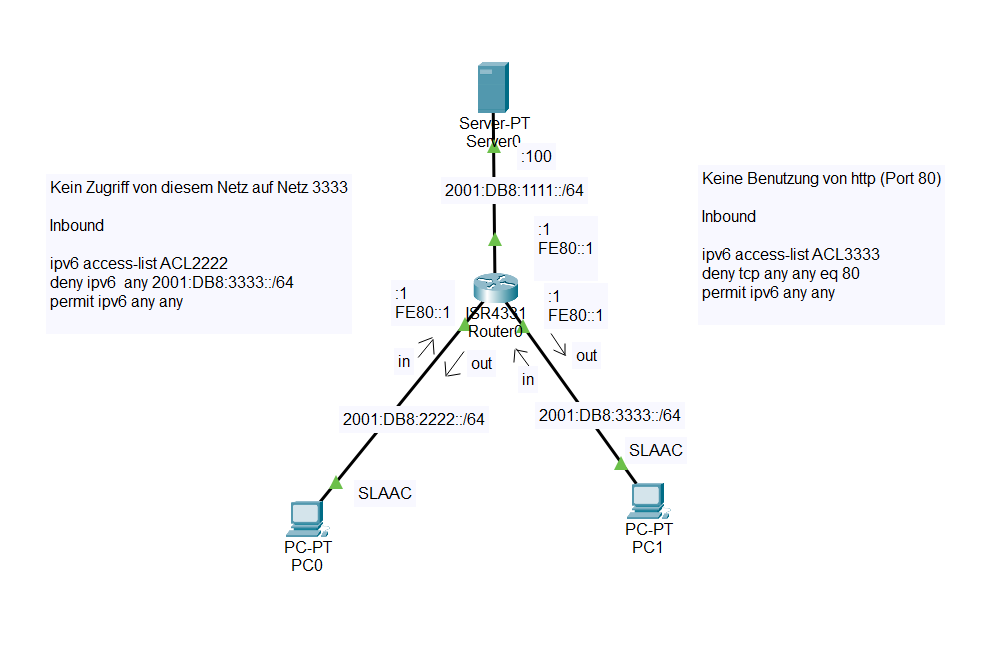 Server-PT
Server0
:100
2001:DB8:1111::/64
Kein Zugriff von diesem Netz auf Netz 3333
Inbound
ipv6 access-list ACL2222
deny ipv6  any 2001:DB8:3333::/64
permit ipv6 any any
Keine Benutzung von http (Port 80)
Inbound
ipv6 access-list ACL3333
deny tcp any any eq 80
permit ipv6 any any
:1
FE80::1
:1
FE80::1
ISR4331
Router0
:1
FE80::1
in
out
in
out
2001:DB8:2222::/64
2001:DB8:3333::/64
SLAAC
SLAAC
PC-PT
PC0
PC-PT
PC1